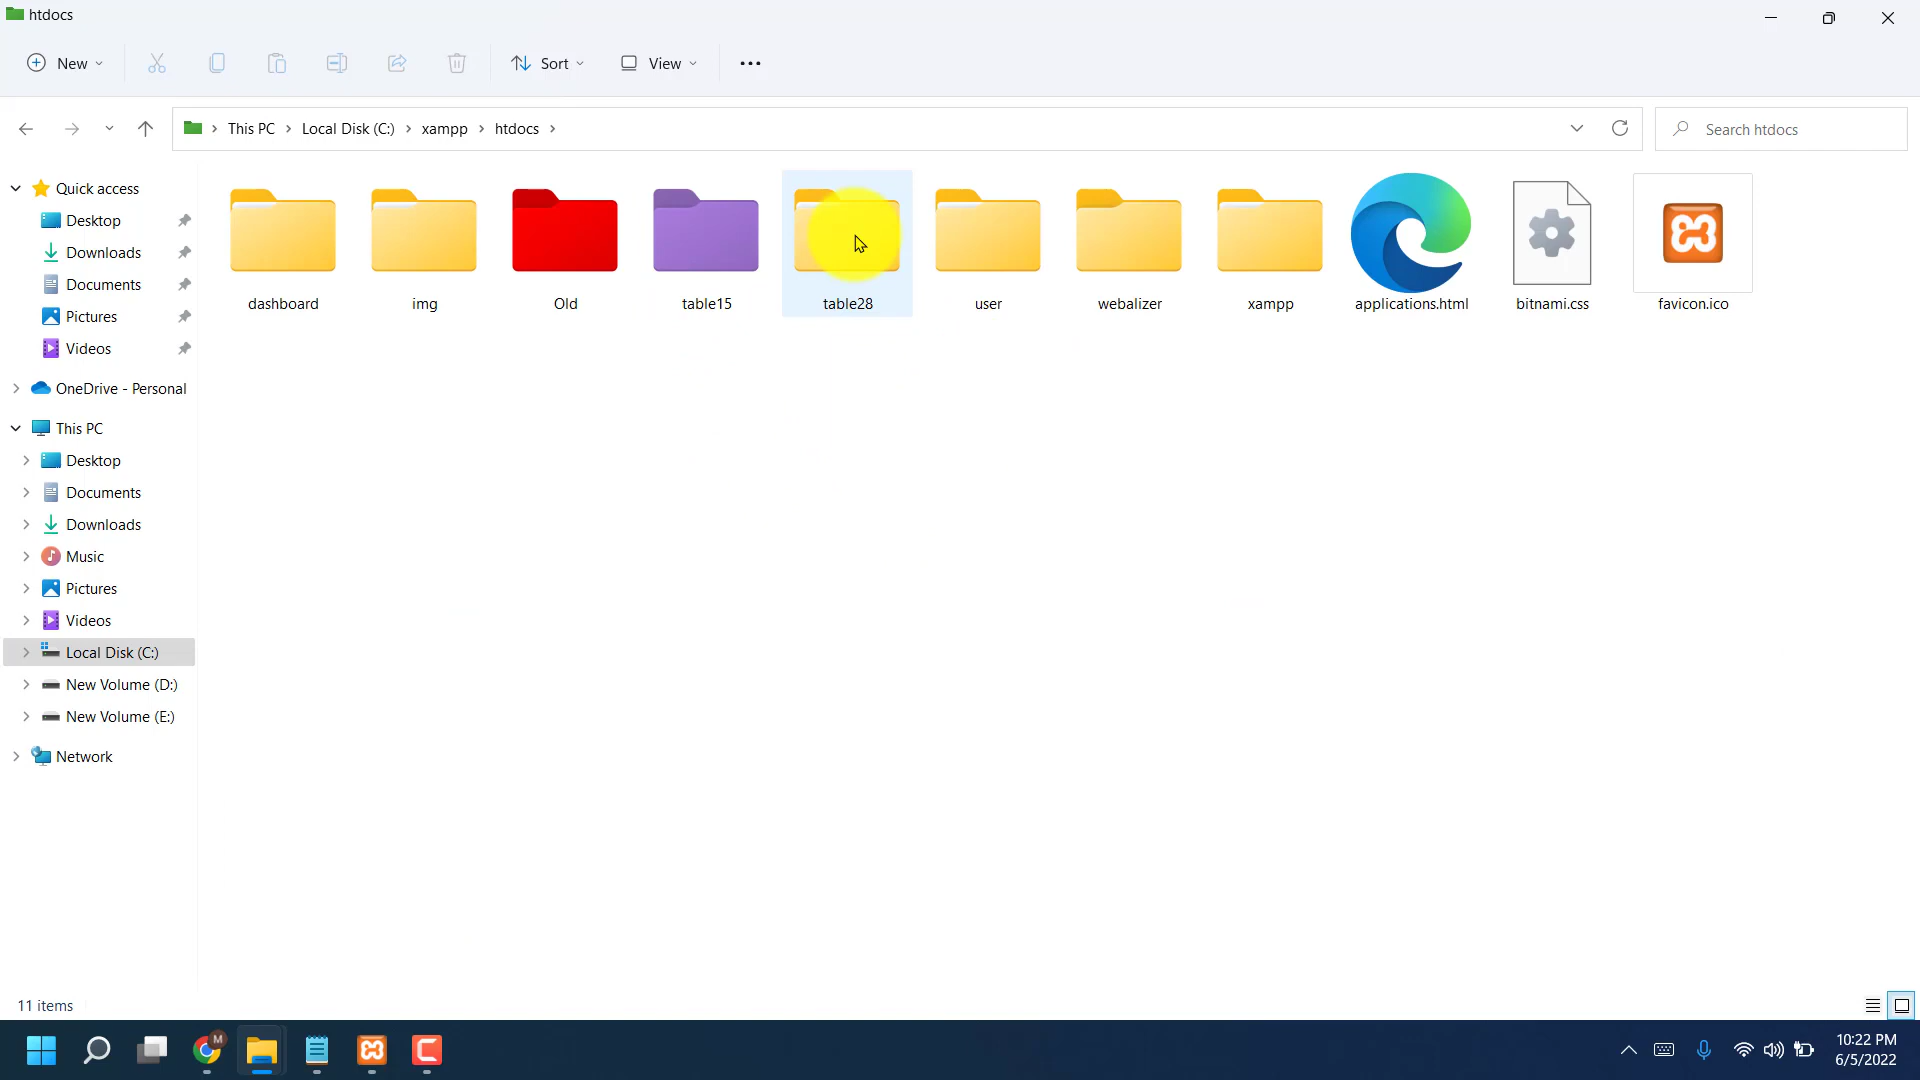 htdocs
New
Sort
View
This PC
Local Disk (C:)
xampp
htdocs
Search htdocs
Quick access
Desktop
Downloads
Documents
Pictures
Videos
OneDrive - Personal
This PC
Desktop
Documents
Downloads
Music
Pictures
Videos
Local Disk (C:)
New Volume (D:)
New Volume (E:)
Network
dashboard
img
Old
table15
table28
user
webalizer
xampp
applications.html
bitnami.css
favicon.ico
11 items
M
10:22 PM
6/5/2022